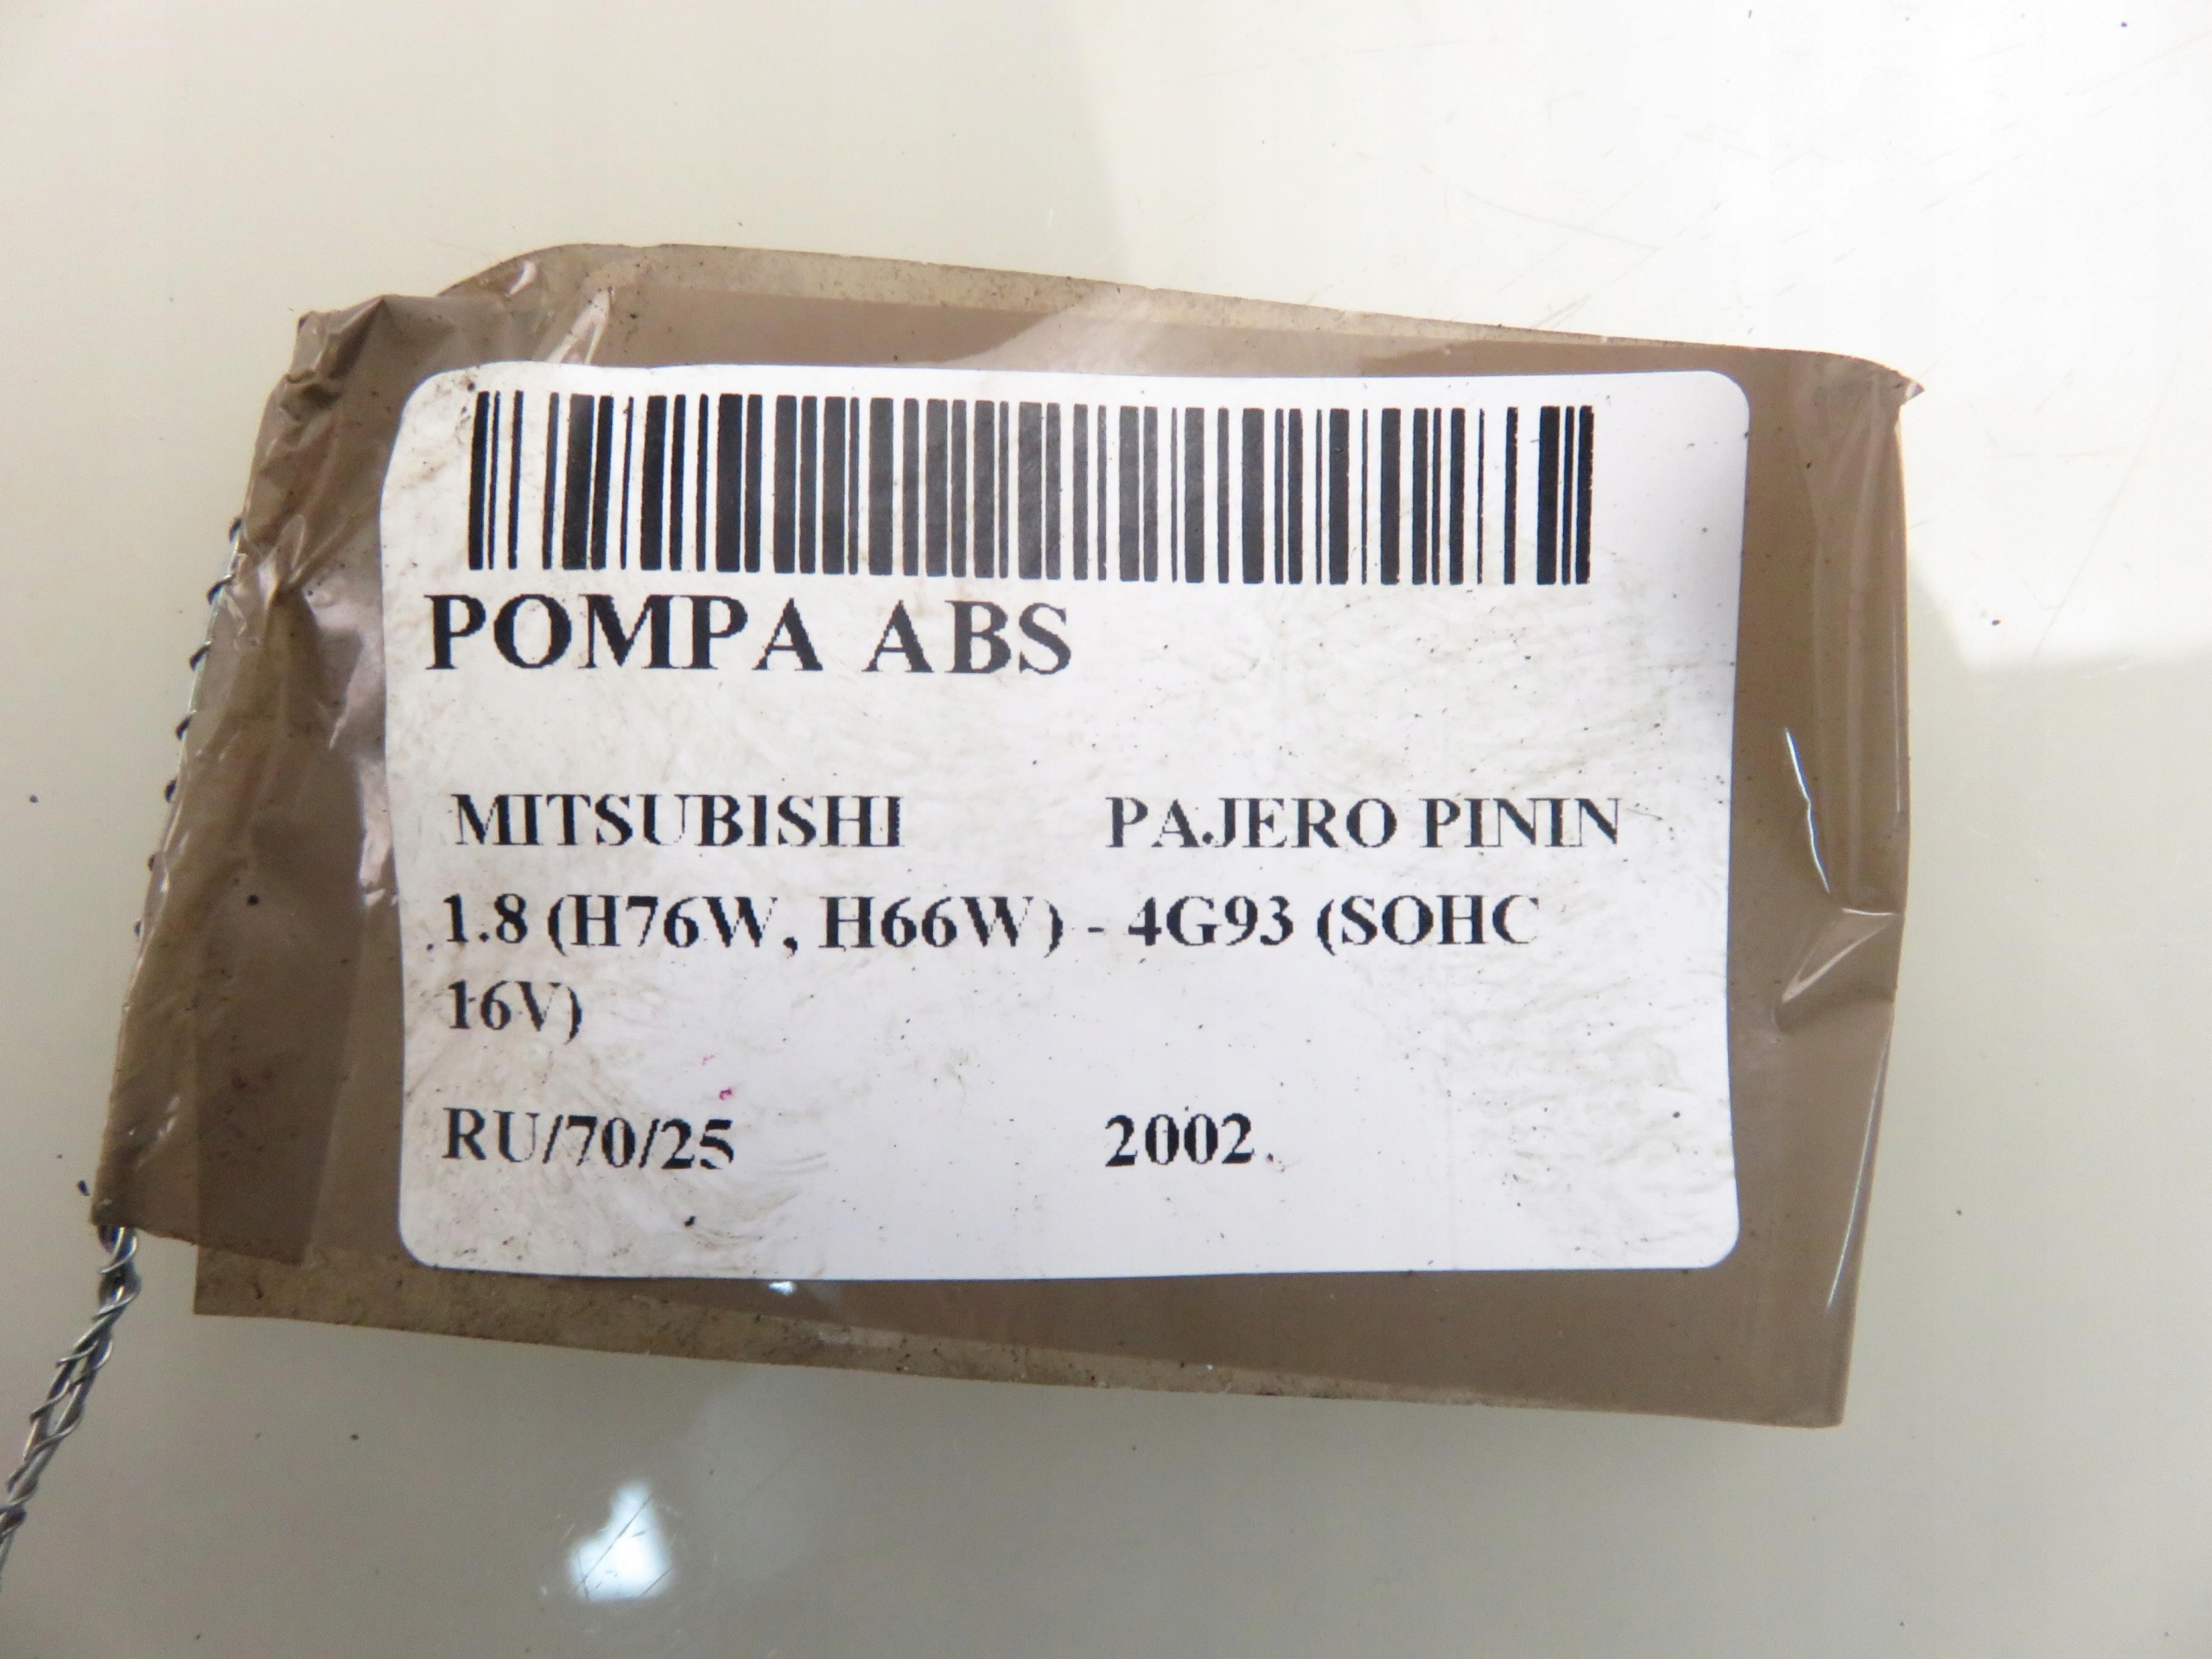 POMPA ABS
MITSUBISHI PAJERO PININ
1.8 (H76W, H66W) - 4G93 (SOHC
16V)
RU/70/25 2002.